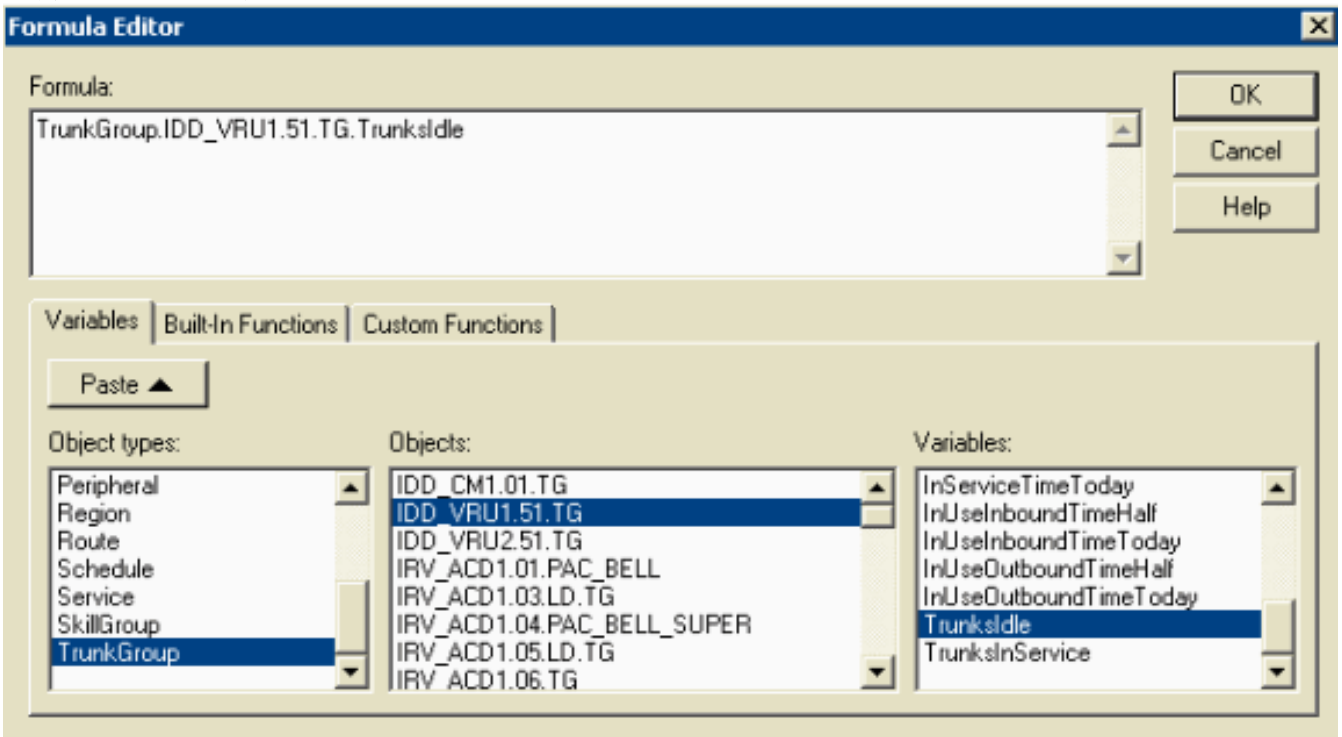 Formula Editor
Formula:
TrunkGroup.IDD_VRU1.51.TG.TrunksIdle
OK
Cancel
Help
Variables
Built-In Functions
Custom Functions
Paste
Object types:
Peripheral
Region
Route
Schedule
Service
SkillGroup
TrunkGroup
Objects:
IDD_CM1.01.TG
IDD_VRU1.51.TG
IDD_VRU2.51.TG
IRV_ACD1.01.PAC_BELL
IRV_ACD1.03.LD.TG
IRV_ACD1.04.PAC_BELL_SUPER
IRV_ACD1.05.LD.TG
IRV_ACD1.06.TG
Variables:
InServiceTimeToday
InUseInboundTimeHalf
InUseInboundTimeToday
InUseOutboundTimeHalf
InUseOutboundTimeToday
TrunksIdle
TrunksInService